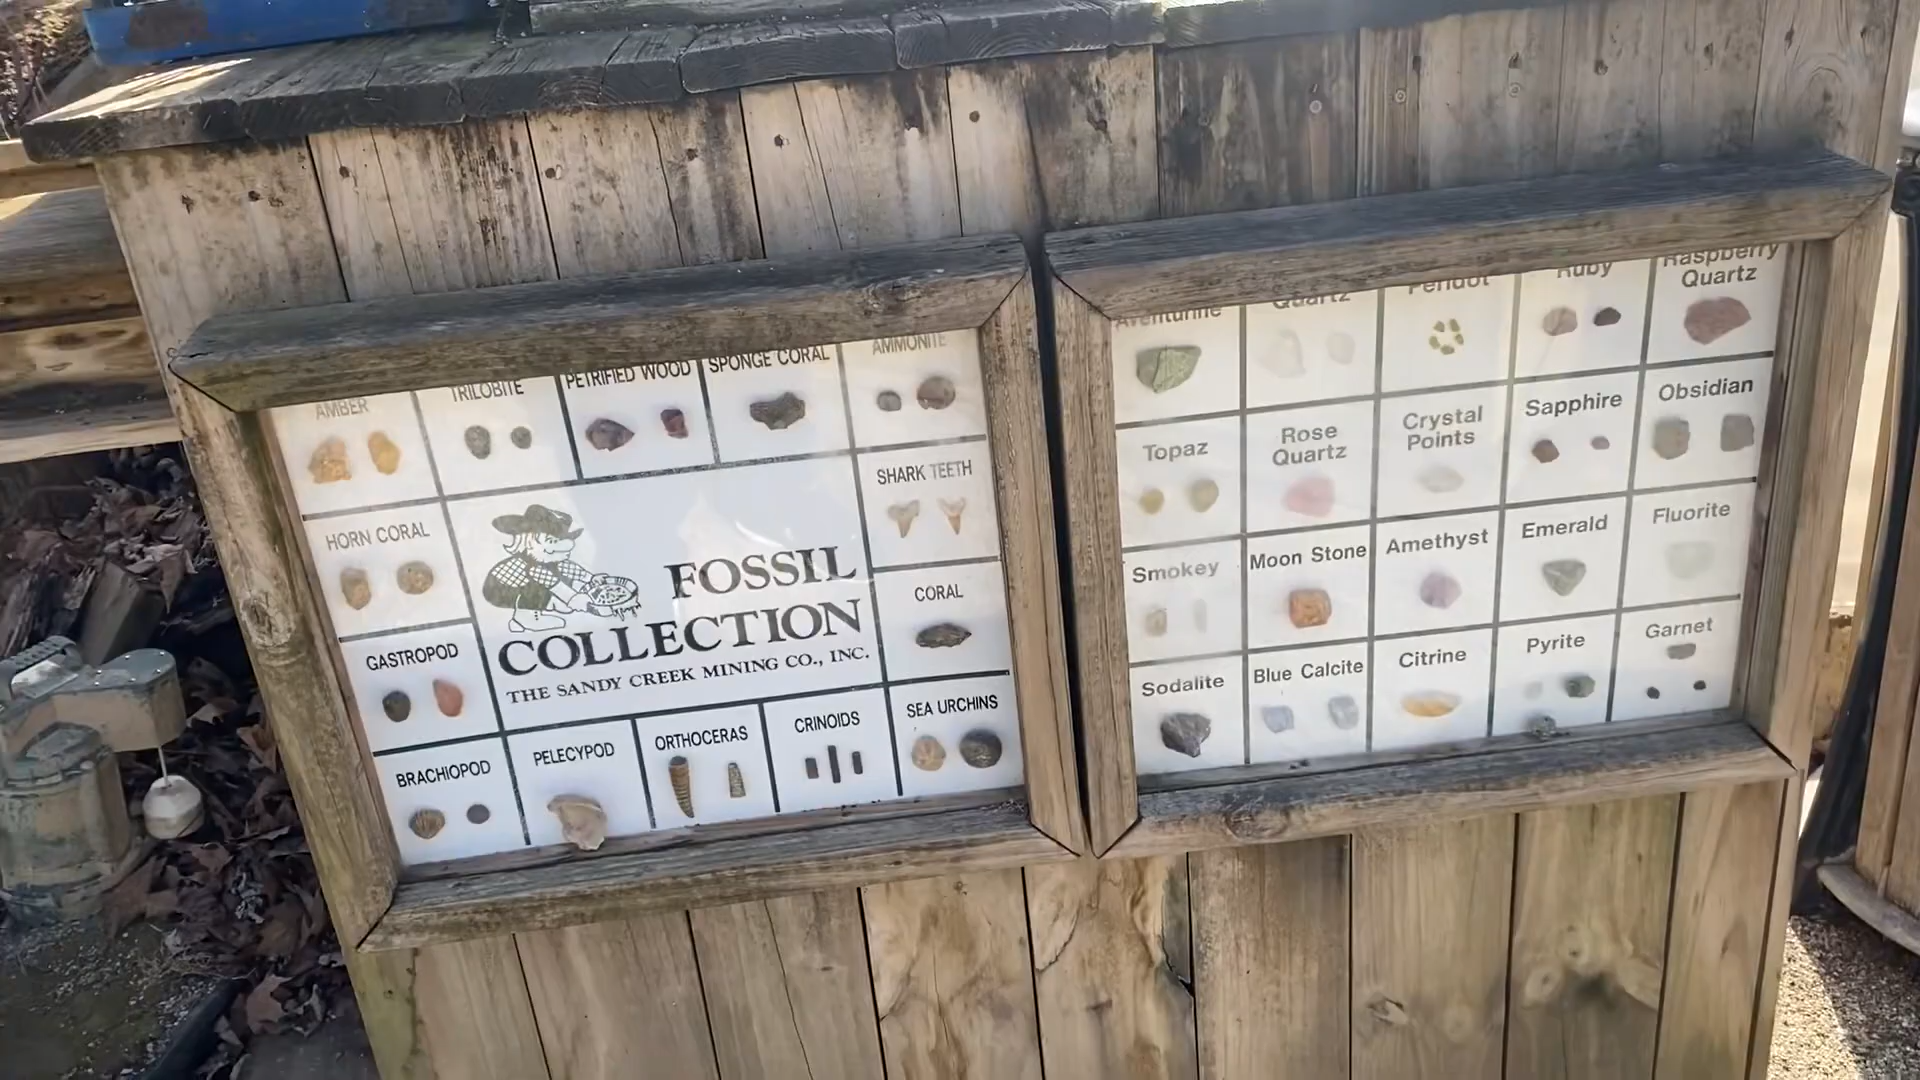 AMBER
TRILOBITE
PETRIFIED WOOD
SPONGE CORAL
AMMONITE
HORN CORAL
SHARK TEETH
FOSSIL
COLLECTION
THE SANDY CREEK MINING CO., INC.
GASTROPOD
CORAL
BRACHIOPOD
PELECYPOD
ORTHOCERAS
CRINOIDS
SEA URCHINS
Aventurine
Quartz
Peridot
Ruby
Raspberry
Quartz
Topaz
Rose
Quartz
Crystal
Points
Sapphire
Obsidian
Smokey
Moon Stone
Amethyst
Emerald
Fluorite
Sodalite
Blue Calcite
Citrine
Pyrite
Garnet